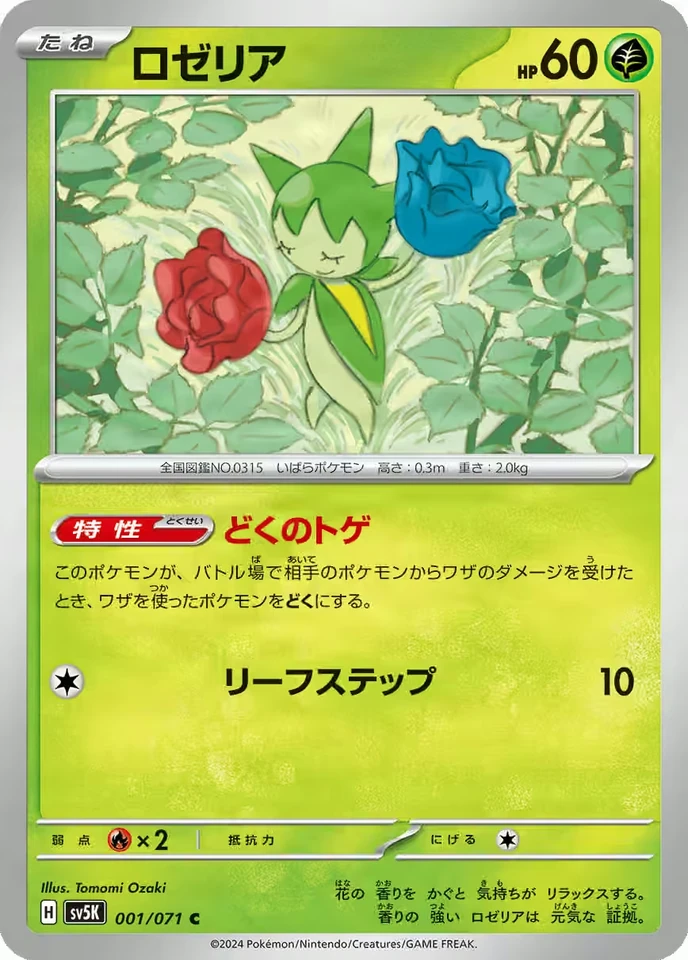 たね ロゼリア HP60
全国図鑑NO.0315 いばらポケモン 高さ:0.3m 重さ:2.0kg
特性 とくせい どくのトゲ
このポケモンが、バトル場で相手のポケモンからワザのダメージを受けた
とき、ワザを使ったポケモンをどくにする。
リーフステップ 10
弱点 ×2 抵抗力 にげる
Illus. Tomomi Ozaki
花の 香りを かぐと 気持ちが リラックスする。
香りの 強い ロゼリアは 元気な 証拠。
H sv5K 001/071 C
©2024 Pokémon/Nintendo/Creatures/GAME FREAK.